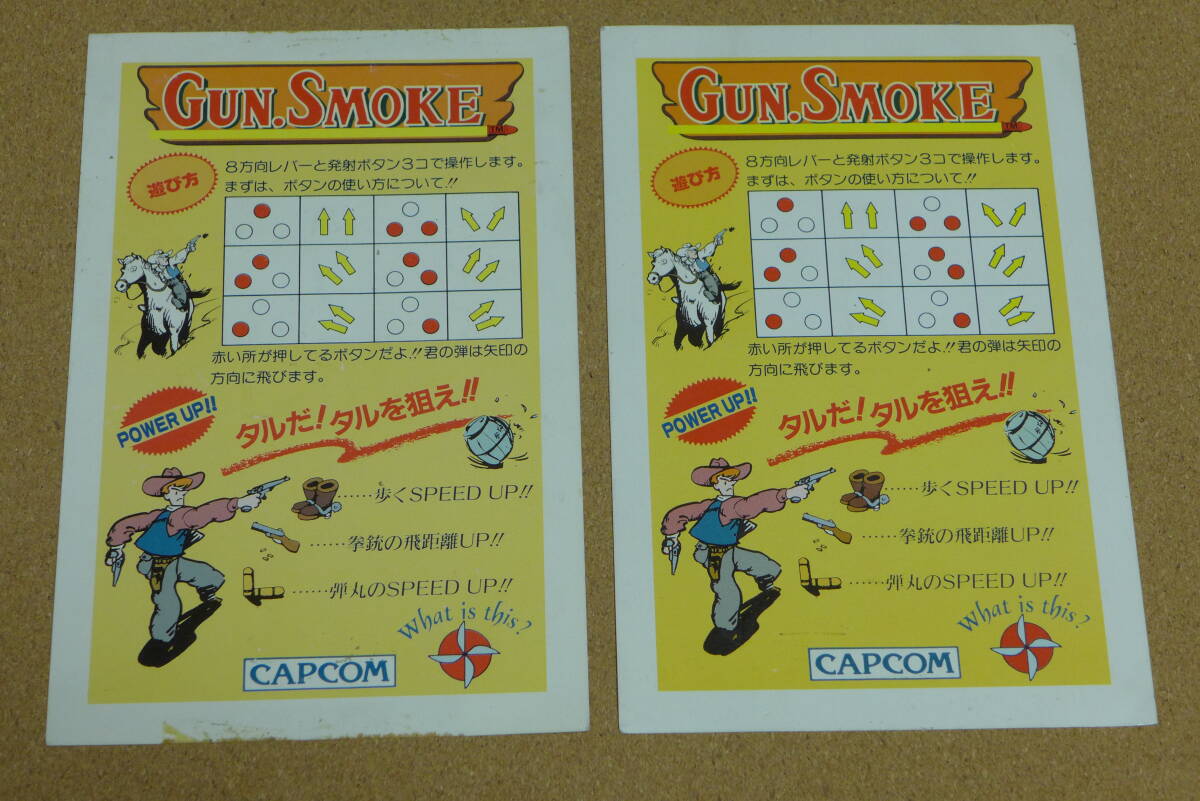 GUN.SMOKE
TM
遊び方
8方向レバーと発射ボタン3コで操作します。
まずは、ボタンの使い方について!!
赤い所が押してるボタンだよ!!君の弾は矢印の
方向に飛びます。
POWER UP!!
タルだ!タルを狙え!!
……歩くSPEED UP!!
……拳銃の飛距離UP!!
……弾丸のSPEED UP!!
What is this?
CAPCOM
GUN.SMOKE
TM
遊び方
8方向レバーと発射ボタン3コで操作します。
まずは、ボタンの使い方について!!
赤い所が押してるボタンだよ!!君の弾は矢印の
方向に飛びます。
POWER UP!!
タルだ!タルを狙え!!
……歩くSPEED UP!!
……拳銃の飛距離UP!!
……弾丸のSPEED UP!!
What is this?
CAPCOM